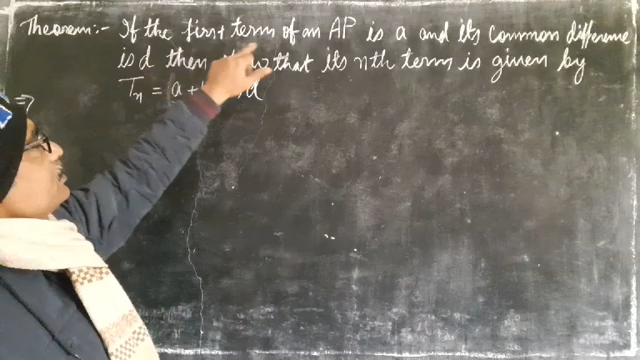 Theorem:- If the first term of an AP is a and its common difference
is d then that its nth term is given by
Tn = a + d